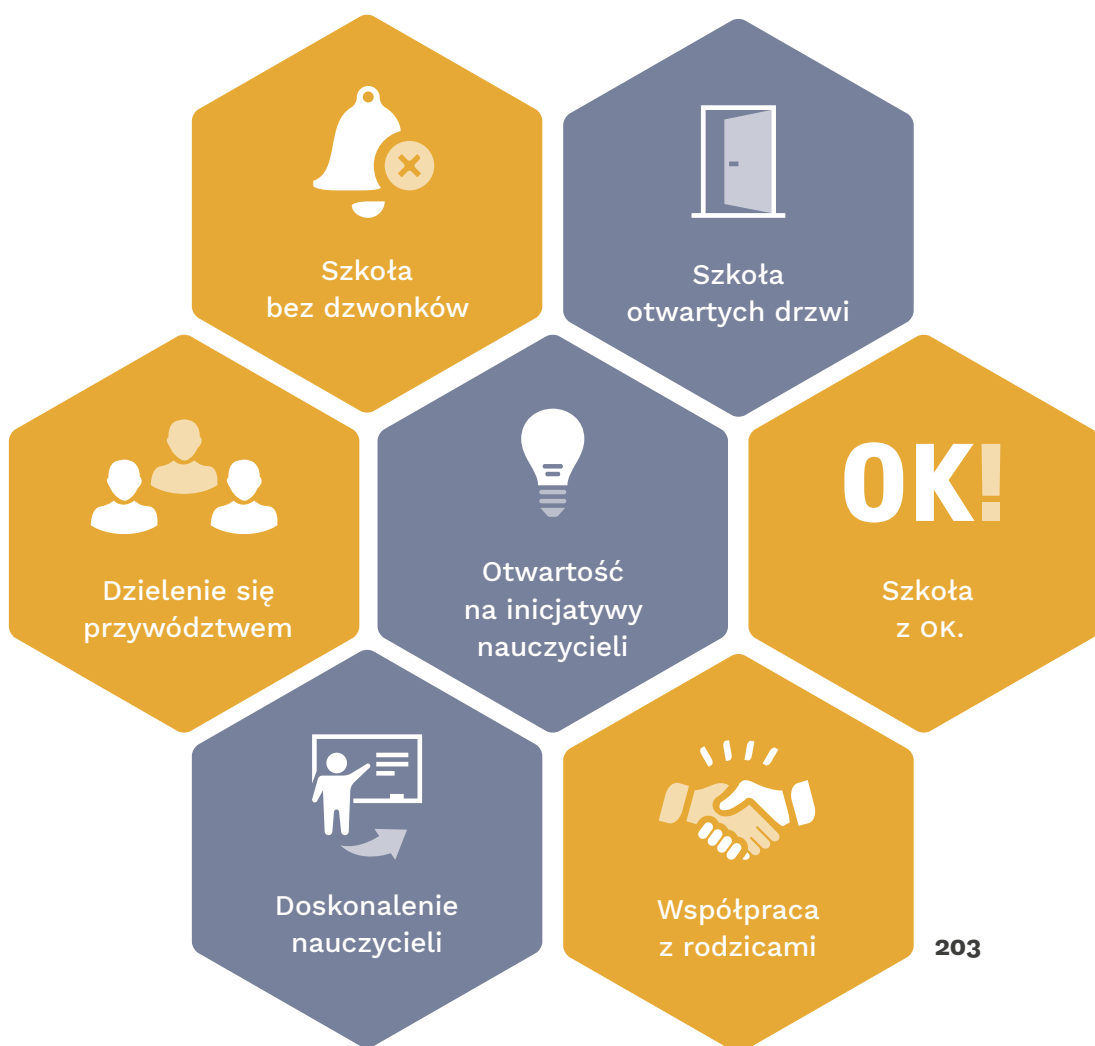 Szkoła
bez dzwonków
Szkoła
otwartych drzwi
Dzielenie się
przywództwem
Otwartość
na inicjatywy
nauczycieli
OK!
Szkoła
z OK.
Doskonalenie
nauczycieli
Współpraca
z rodzicami
203